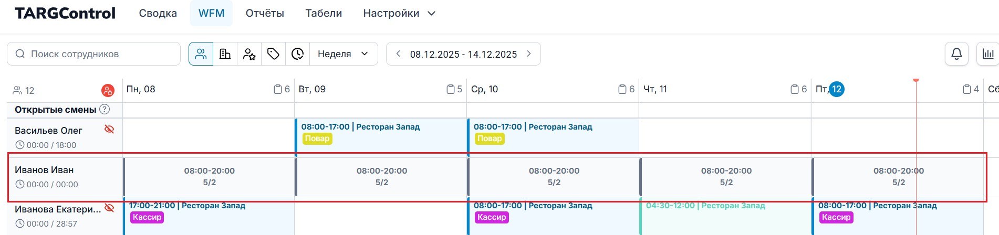 TARGControl Сводка WFM Отчёты Табели Настройки
Поиск сотрудников Неделя 08.12.2025 - 14.12.2025
12 Пн, 08 6 Вт, 09 5 Ср, 10 6 Чт, 11 6 Пт, 12 4 Сб
Открытые смены ?
Васильев Олег 08:00-17:00 | Ресторан Запад 08:00-17:00 | Ресторан Запад
Повар Повар
00:00 / 18:00
Иванов Иван 08:00-20:00 08:00-20:00 08:00-20:00 08:00-20:00 08:00-20:00
00:00 / 00:00 5/2 5/2 5/2 5/2 5/2
Иванова Екатери... 17:00-21:00 | Ресторан Запад 08:00-17:00 | Ресторан Запад 04:30-12:00 | Ресторан Запад 08:00-17:00 | Ресторан Запад
Кассир Кассир Кассир
00:00 / 28:57